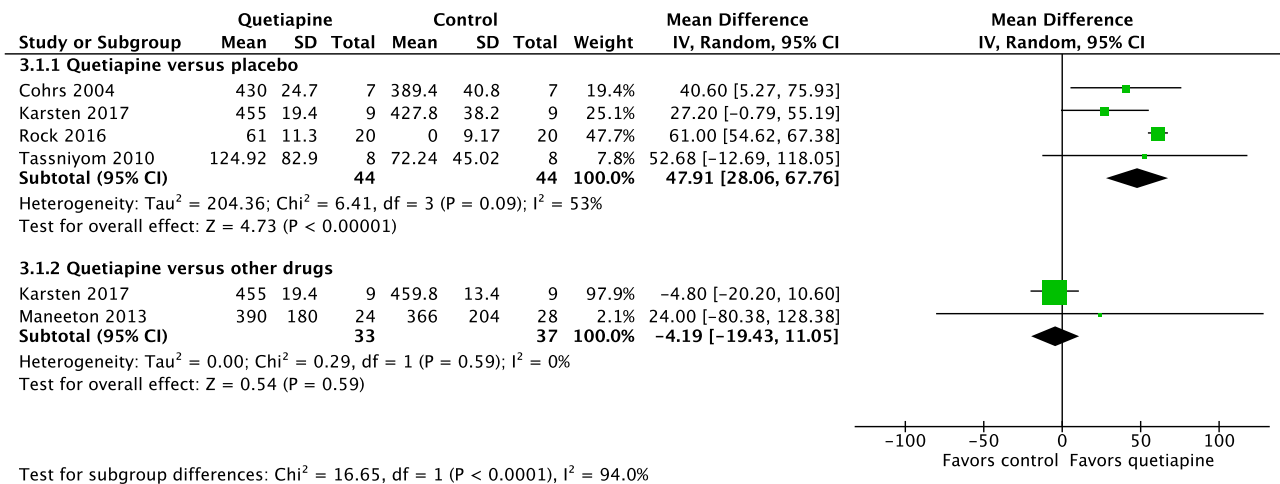 Quetiapine Control Mean Difference Mean Difference
Study or Subgroup Mean SD Total Mean SD Total Weight IV, Random, 95% CI IV, Random, 95% CI
3.1.1 Quetiapine versus placebo
Cohrs 2004 430 24.7 7 389.4 40.8 7 19.4% 40.60 [5.27, 75.93]
Karsten 2017 455 19.4 9 427.8 38.2 9 25.1% 27.20 [-0.79, 55.19]
Rock 2016 61 11.3 20 0 9.17 20 47.7% 61.00 [54.62, 67.38]
Tassniyom 2010 124.92 82.9 8 72.24 45.02 8 7.8% 52.68 [-12.69, 118.05]
Subtotal (95% CI) 44 44 100.0% 47.91 [28.06, 67.76]
Heterogeneity: Tau² = 204.36; Chi² = 6.41, df = 3 (P = 0.09); I² = 53%
Test for overall effect: Z = 4.73 (P < 0.00001)
3.1.2 Quetiapine versus other drugs
Karsten 2017 455 19.4 9 459.8 13.4 9 97.9% -4.80 [-20.20, 10.60]
Maneeton 2013 390 180 24 366 204 28 2.1% 24.00 [-80.38, 128.38]
Subtotal (95% CI) 33 37 100.0% -4.19 [-19.43, 11.05]
Heterogeneity: Tau² = 0.00; Chi² = 0.29, df = 1 (P = 0.59); I² = 0%
Test for overall effect: Z = 0.54 (P = 0.59)
-100 -50 0 50 100
Favors control Favors quetiapine
Test for subgroup differences: Chi² = 16.65, df = 1 (P < 0.0001), I² = 94.0%